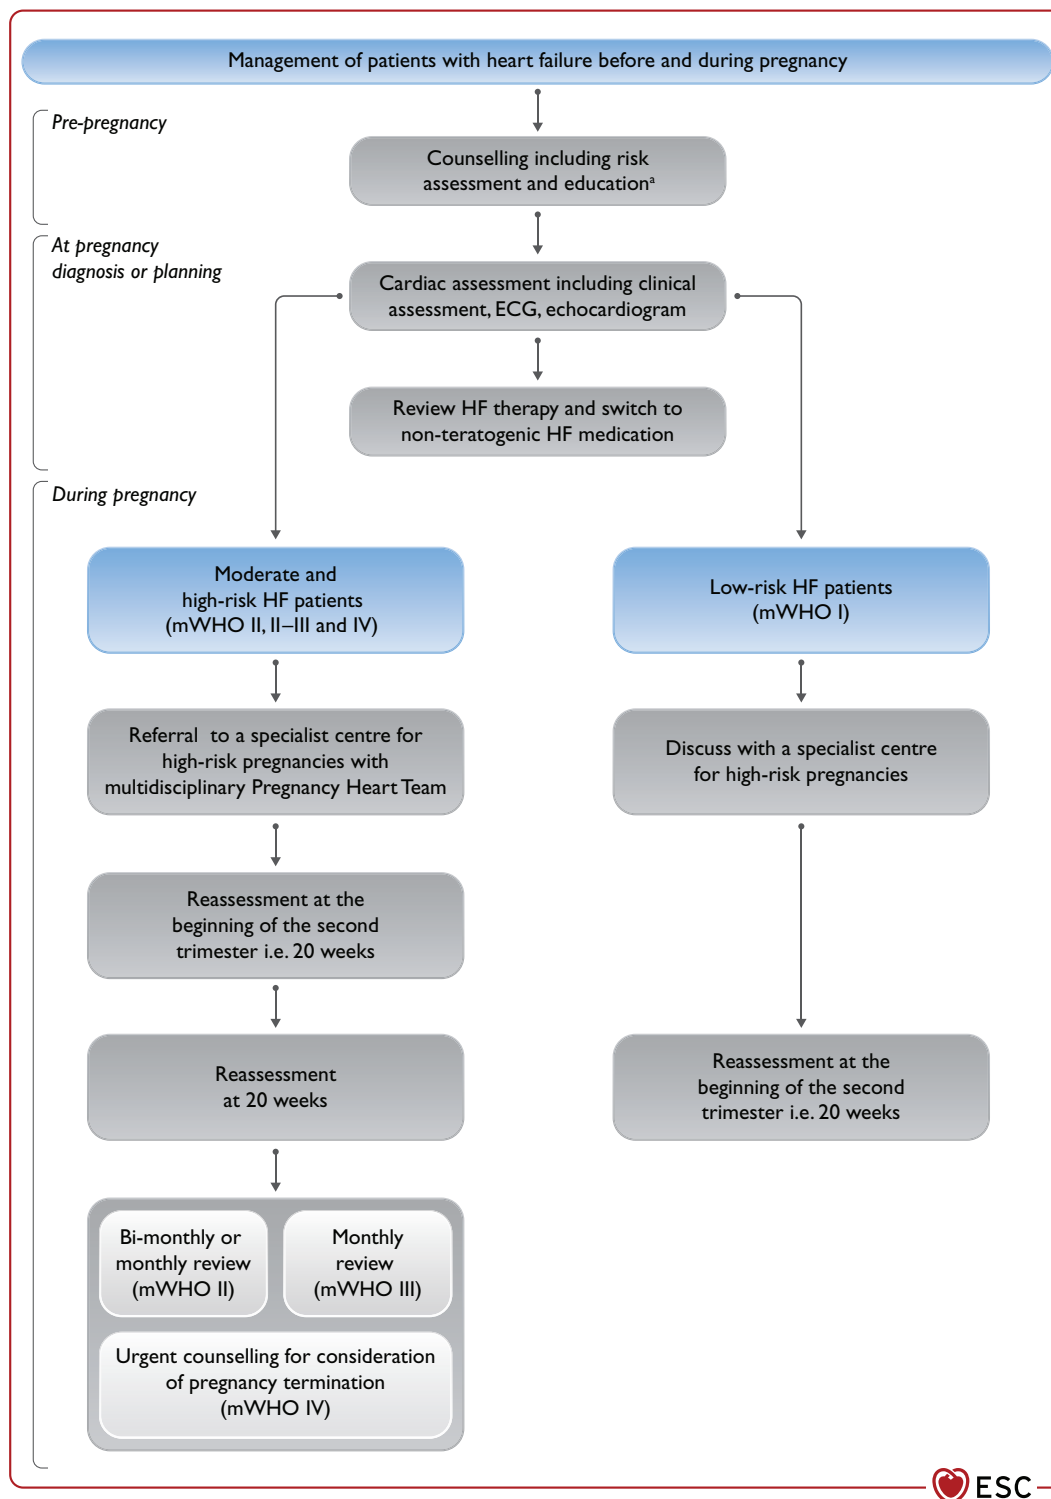 Management of patients with heart failure before and during pregnancy
Pre-pregnancy
Counselling including risk
assessment and educationᵃ
At pregnancy
diagnosis or planning
Cardiac assessment including clinical
assessment, ECG, echocardiogram
Review HF therapy and switch to
non-teratogenic HF medication
During pregnancy
Moderate and
high-risk HF patients
(mWHO II, II–III and IV)
Low-risk HF patients
(mWHO I)
Referral to a specialist centre for
high-risk pregnancies with
multidisciplinary Pregnancy Heart Team
Discuss with a specialist centre
for high-risk pregnancies
Reassessment at the
beginning of the second
trimester i.e. 20 weeks
Reassessment
at 20 weeks
Reassessment at the
beginning of the second
trimester i.e. 20 weeks
Bi-monthly or
monthly review
(mWHO II)
Monthly
review
(mWHO III)
Urgent counselling for consideration
of pregnancy termination
(mWHO IV)
ESC